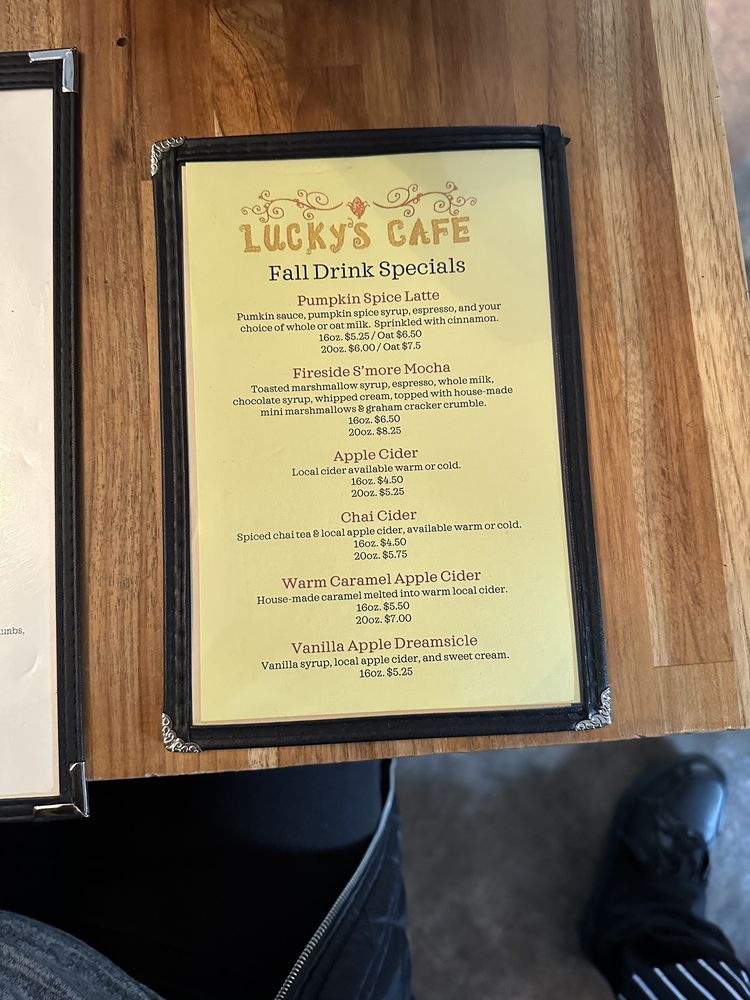 LUCKY'S CAFE
Fall Drink Specials
Pumpkin Spice Latte
Pumkin sauce, pumpkin spice syrup, espresso, and your
choice of whole or oat milk. Sprinkled with cinnamon.
16oz. $5.25 / Oat $6.50
20oz. $6.00 / Oat $7.5
Fireside S'more Mocha
Toasted marshmallow syrup, espresso, whole milk,
chocolate syrup, whipped cream, topped with house-made
mini marshmallows & graham cracker crumble.
16oz. $6.50
20oz. $8.25
Apple Cider
Local cider available warm or cold.
16oz. $4.50
20oz. $5.25
Chai Cider
Spiced chai tea & local apple cider, available warm or cold.
16oz. $4.50
20oz. $5.75
Warm Caramel Apple Cider
House-made caramel melted into warm local cider.
16oz. $5.50
20oz. $7.00
Vanilla Apple Dreamsicle
Vanilla syrup, local apple cider, and sweet cream.
16oz. $5.25